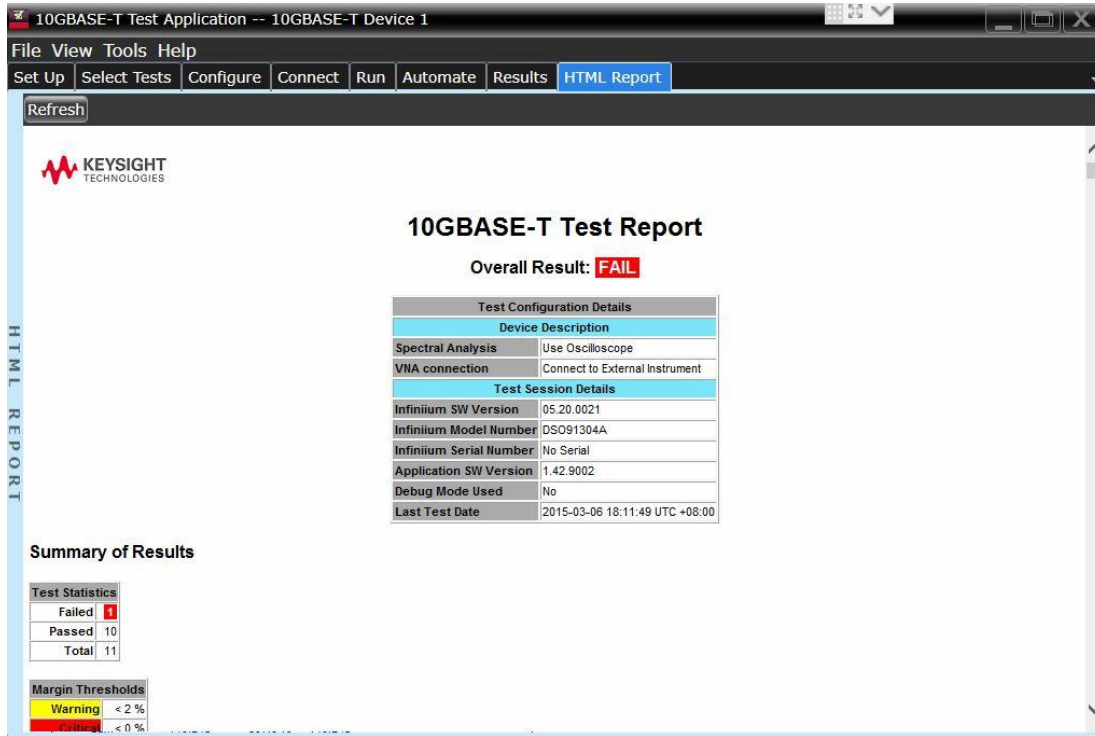 10GBASE-T Test Application -- 10GBASE-T Device 1
File View Tools Help
Set Up Select Tests Configure Connect Run Automate Results HTML Report
Refresh
KEYSIGHT
TECHNOLOGIES
10GBASE-T Test Report
Overall Result: FAIL
Test Configuration Details
Device Description
Spectral Analysis Use Oscilloscope
VNA connection Connect to External Instrument
Test Session Details
Infiniium SW Version 05.20.0021
Infiniium Model Number DSO91304A
Infiniium Serial Number No Serial
Application SW Version 1.42.9002
Debug Mode Used No
Last Test Date 2015-03-06 18:11:49 UTC +08:00
HTML REPORT
Summary of Results
Test Statistics
Failed 1
Passed 10
Total 11
Margin Thresholds
Warning < 2 %
Critical < 0 %